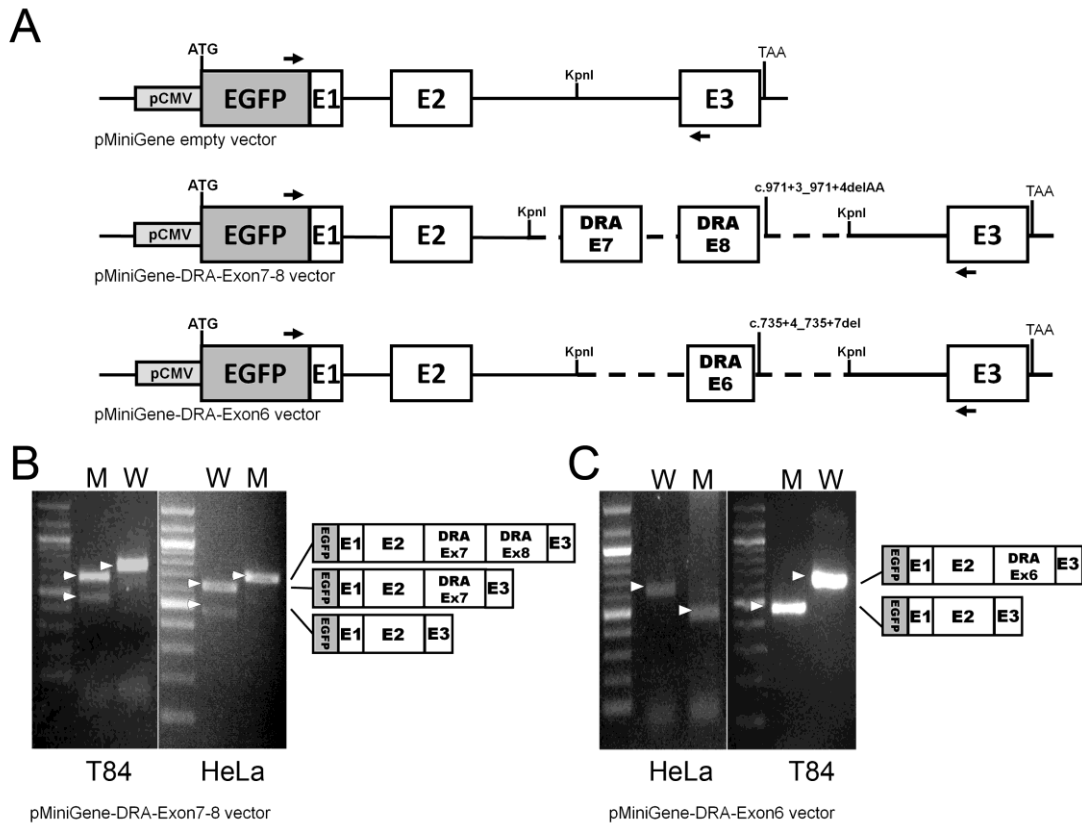 A
ATG
pCMV
EGFP
E1
E2
KpnI
E3
TAA
pMiniGene empty vector
ATG
pCMV
EGFP
E1
E2
KpnI
DRA
E7
DRA
E8
c.971+3_971+4delAA
KpnI
E3
TAA
pMiniGene-DRA-Exon7-8 vector
ATG
pCMV
EGFP
E1
E2
KpnI
DRA
E6
c.735+4_735+7del
KpnI
E3
TAA
pMiniGene-DRA-Exon6 vector
B
M W
W M
EGFP E1 E2 DRA Ex7 DRA Ex8 E3
EGFP E1 E2 DRA Ex7 E3
EGFP E1 E2 E3
T84
HeLa
pMiniGene-DRA-Exon7-8 vector
C
W M
M W
EGFP E1 E2 DRA Ex6 E3
EGFP E1 E2 E3
HeLa
T84
pMiniGene-DRA-Exon6 vector